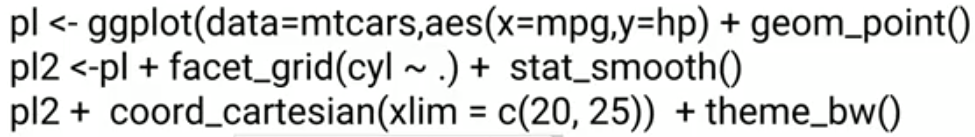 pl <- ggplot(data=mtcars,aes(x=mpg,y=hp) + geom_point()
pl2 <-pl + facet_grid(cyl ~ .) + stat_smooth()
pl2 + coord_cartesian(xlim = c(20, 25)) + theme_bw()